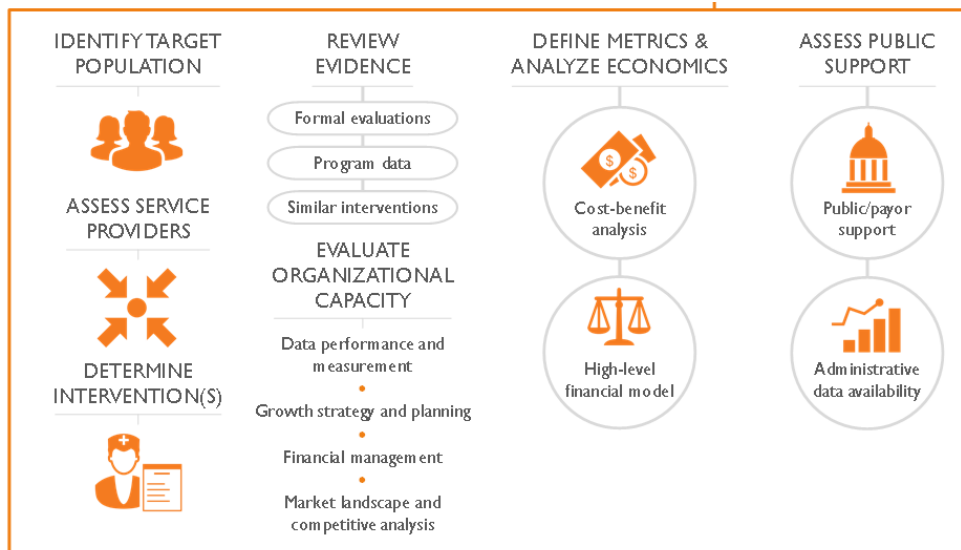 IDENTIFY TARGET
POPULATION
ASSESS SERVICE
PROVIDERS
DETERMINE
INTERVENTION(S)
REVIEW
EVIDENCE
Formal evaluations
Program data
Similar interventions
EVALUATE
ORGANIZATIONAL
CAPACITY
Data performance and
measurement
Growth strategy and planning
Financial management
Market landscape and
competitive analysis
DEFINE METRICS &
ANALYZE ECONOMICS
$
$
Cost-benefit
analysis
High-level
financial model
ASSESS PUBLIC
SUPPORT
Public/payor
support
Administrative
data availability